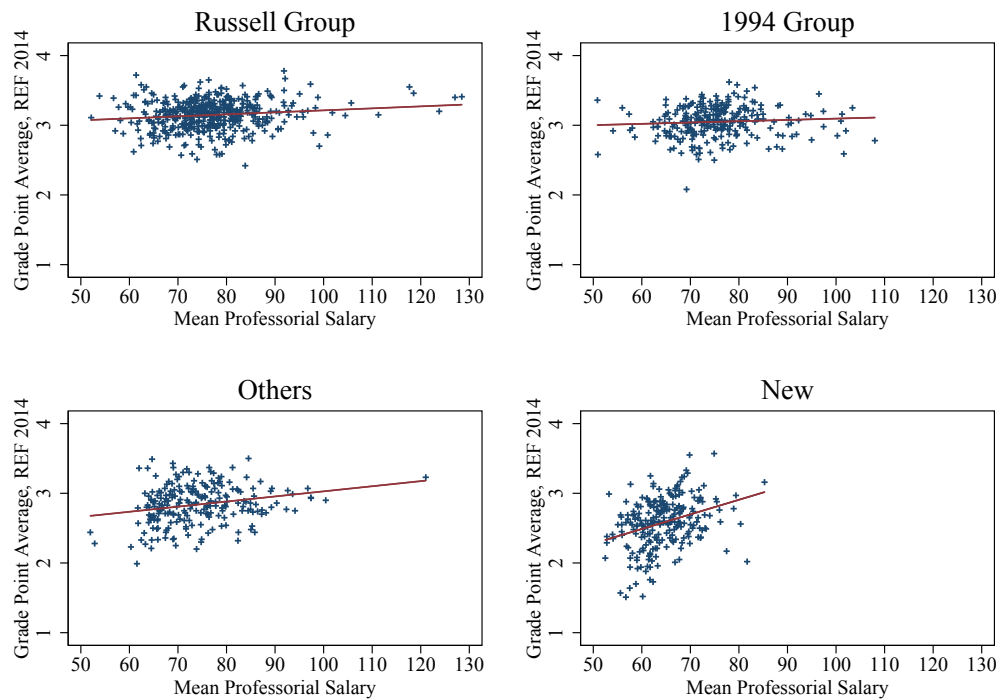 Russell Group
Grade Point Average, REF 2014
4
3
2
1
50 60 70 80 90 100 110 120 130
Mean Professorial Salary
1994 Group
Grade Point Average, REF 2014
4
3
2
1
50 60 70 80 90 100 110 120 130
Mean Professorial Salary
Others
Grade Point Average, REF 2014
4
3
2
1
50 60 70 80 90 100 110 120 130
Mean Professorial Salary
New
Grade Point Average, REF 2014
4
3
2
1
50 60 70 80 90 100 110 120 130
Mean Professorial Salary